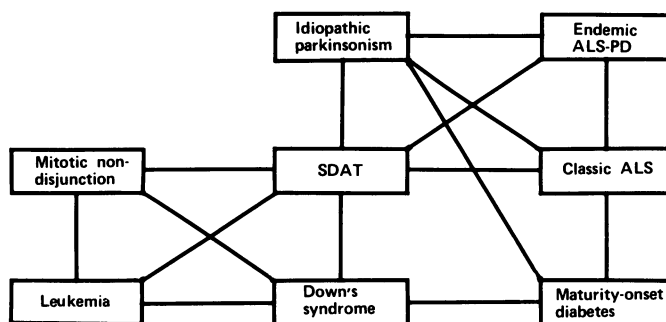 Idiopathic
parkinsonism
Endemic
ALS-PD
Mitotic non-
disjunction
SDAT
Classic ALS
Leukemia
Down's
syndrome
Maturity-onset
diabetes